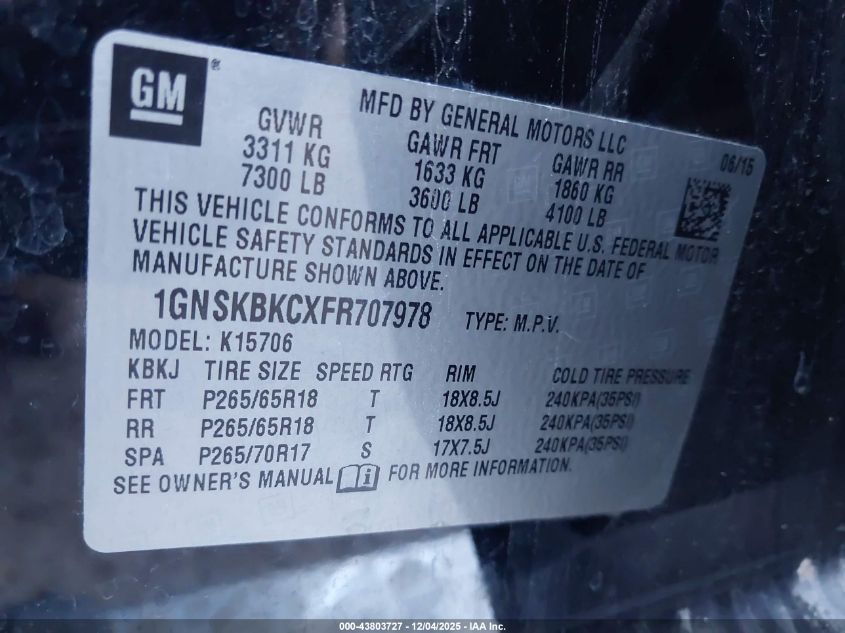 GM®
MFD BY GENERAL MOTORS LLC
06/15
GVWR GAWR FRT GAWR RR
3311 KG 1633 KG 1860 KG
7300 LB 3600 LB 4100 LB
THIS VEHICLE CONFORMS TO ALL APPLICABLE U.S. FEDERAL MOTOR
VEHICLE SAFETY STANDARDS IN EFFECT ON THE DATE OF
MANUFACTURE SHOWN ABOVE.
1GNSKBKCXFR707978 TYPE: M.P.V.
MODEL: K15706
KBKJ TIRE SIZE SPEED RTG RIM COLD TIRE PRESSURE
FRT P265/65R18 T 18X8.5J 240KPA(35PSI)
RR P265/65R18 T 18X8.5J 240KPA(35PSI)
SPA P265/70R17 S 17X7.5J 240KPA(35PSI)
SEE OWNER'S MANUAL i FOR MORE INFORMATION.
000-43803727 - 12/04/2025 - IAA Inc.